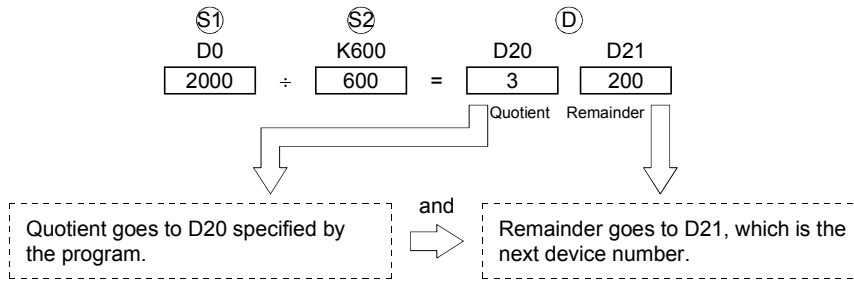 S1 S2 D
D0 K600 D20 D21
2000 ÷ 600 = 3 200
Quotient Remainder
and
Quotient goes to D20 specified by
the program.
Remainder goes to D21, which is the
next device number.